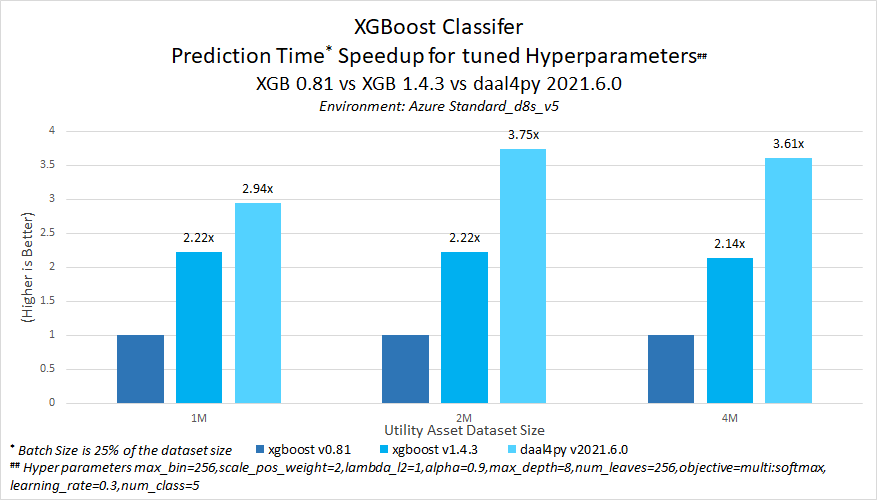 XGBoost Classifer
Prediction Time* Speedup for tuned Hyperparameters##
XGB 0.81 vs XGB 1.4.3 vs daal4py 2021.6.0
Environment: Azure Standard_d8s_v5
(Higher is Better)
4
3.5
3
2.5
2
1.5
1
0.5
0
2.22x
2.94x
2.22x
3.75x
2.14x
3.61x
1M
2M
4M
Utility Asset Dataset Size
* Batch Size is 25% of the dataset size
xgboost v0.81
xgboost v1.4.3
daal4py v2021.6.0
## Hyper parameters max_bin=256,scale_pos_weight=2,lambda_l2=1,alpha=0.9,max_depth=8,num_leaves=256,objective=multi:softmax,
learning_rate=0.3,num_class=5